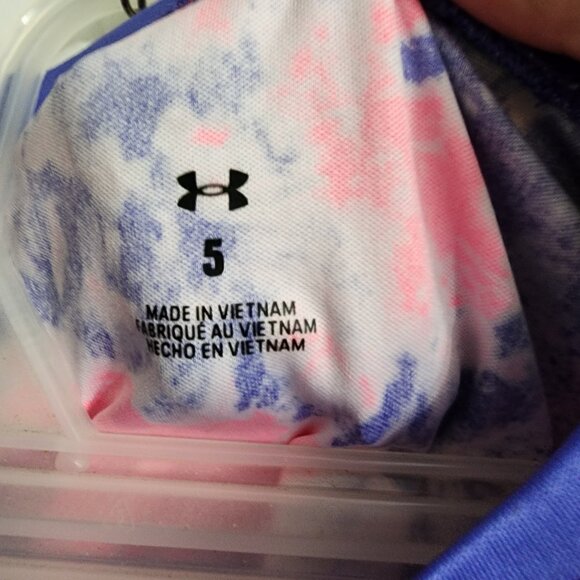 5
MADE IN VIETNAM
FABRIQUÉ AU VIETNAM
HECHO EN VIETNAM